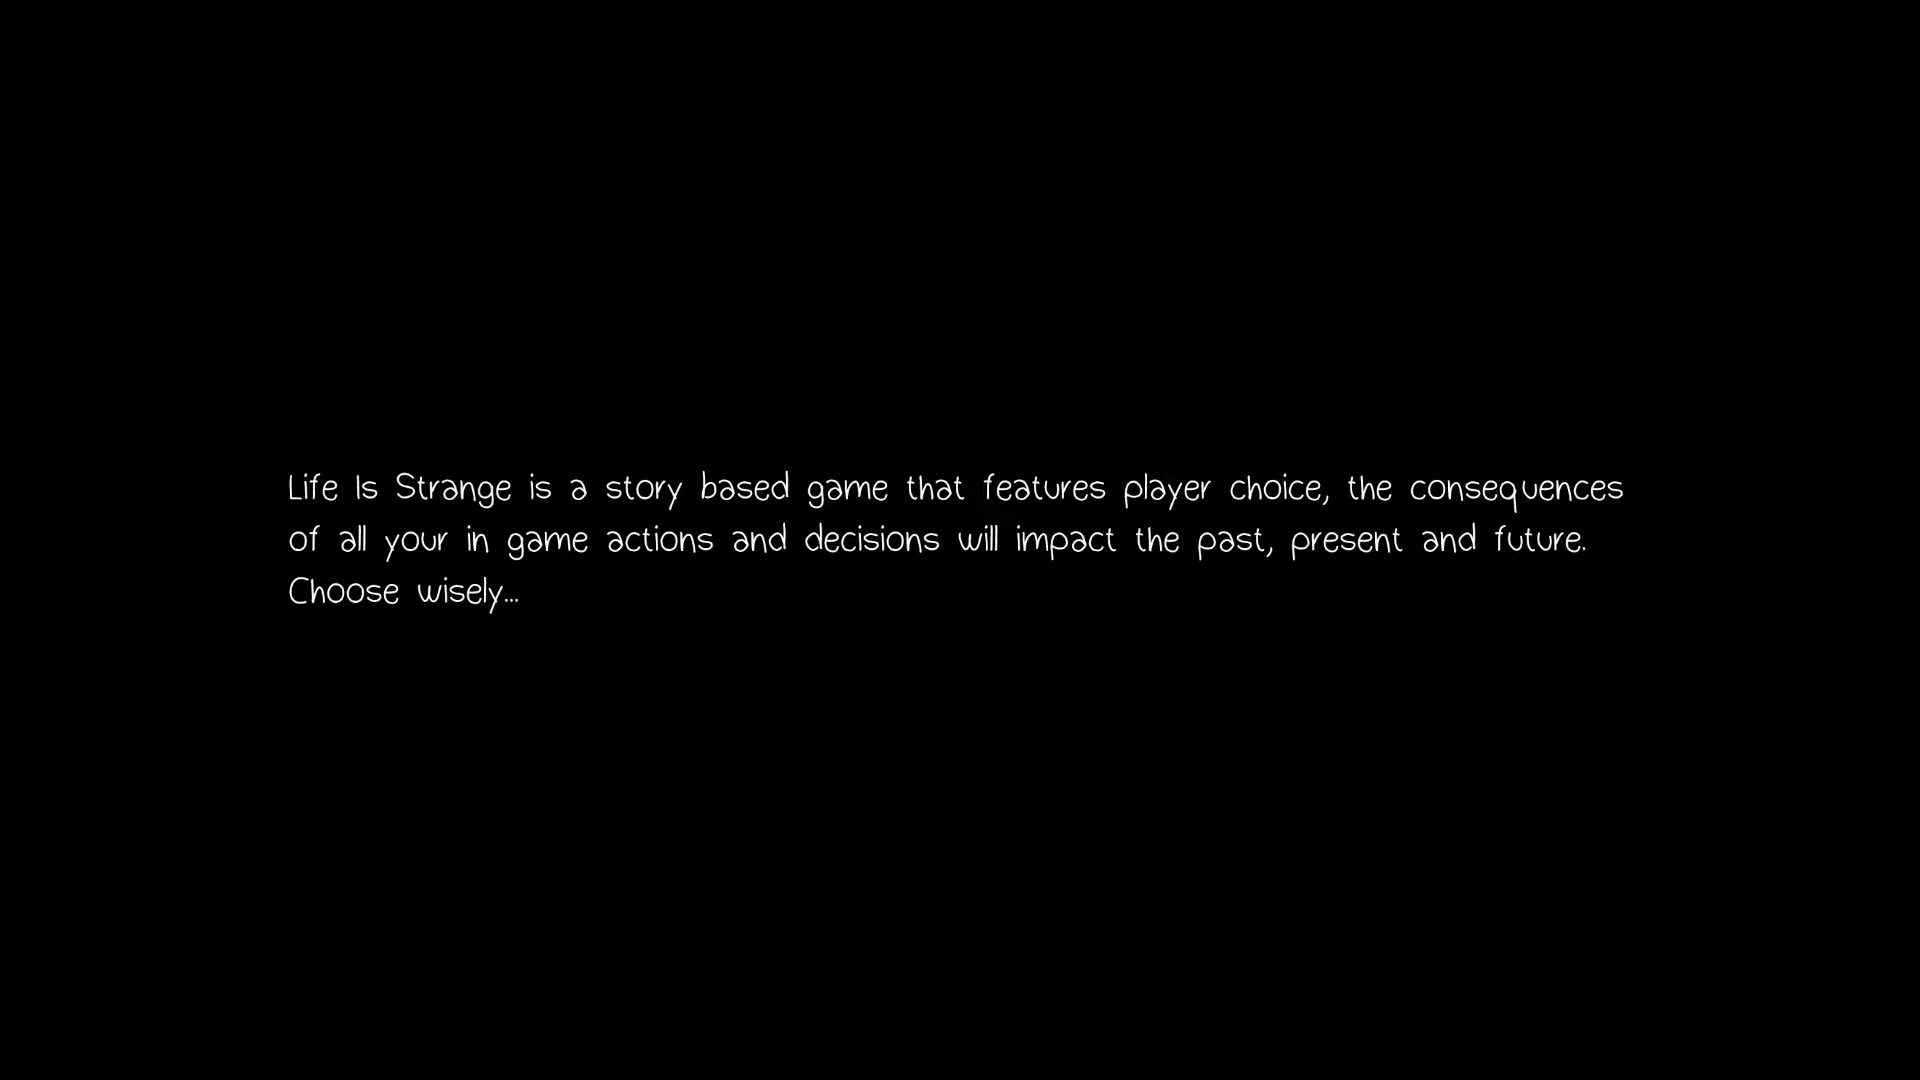 Life Is Strange is a story based game that features player choice, the consequences
of all your in game actions and decisions will impact the past, present and future.
Choose wisely...